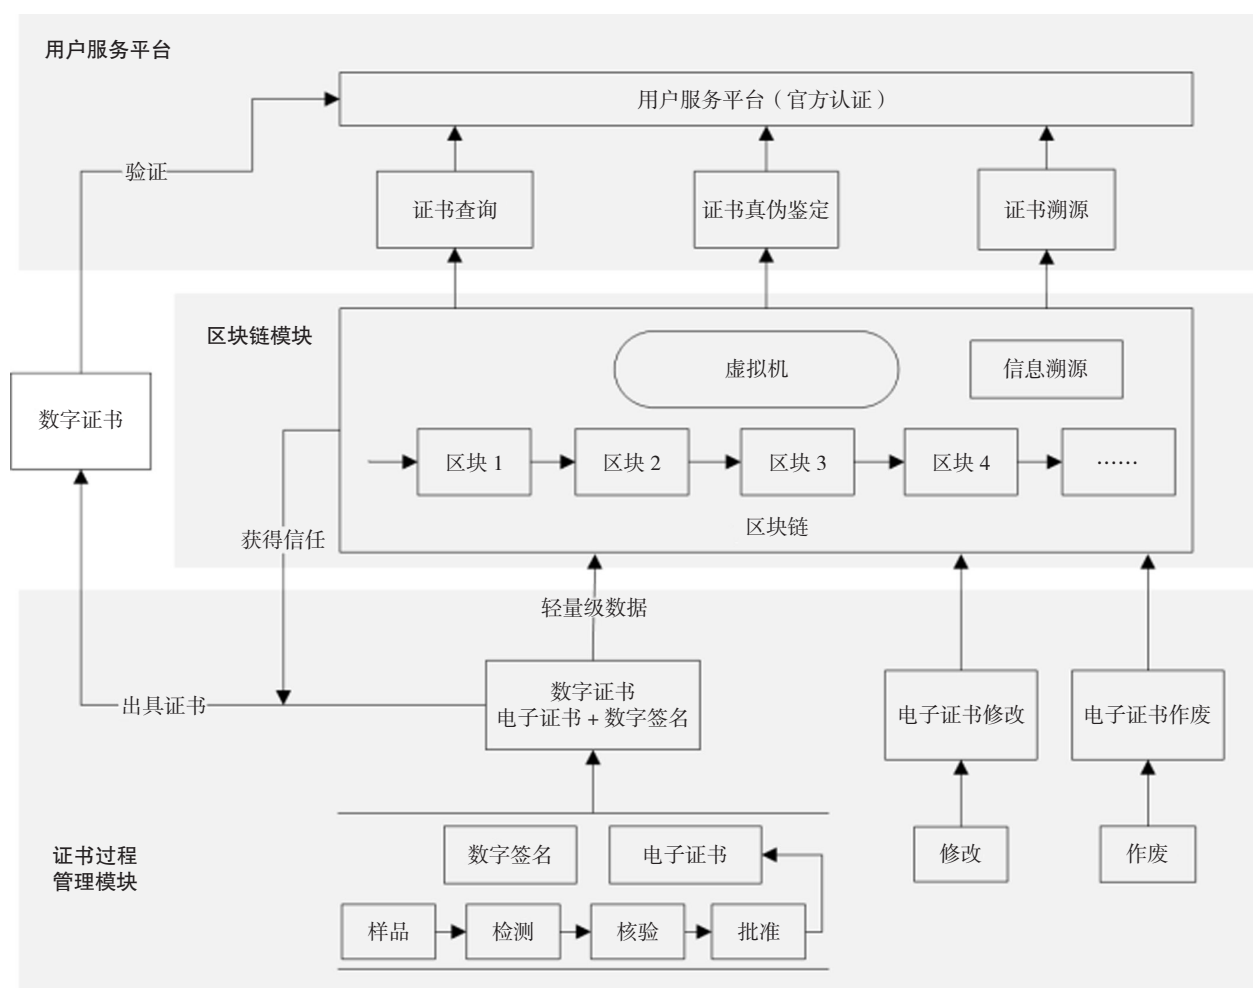 用户服务平台
用户服务平台（官方认证）
验证
证书查询
证书真伪鉴定
证书溯源
区块链模块
虚拟机
信息溯源
数字证书
区块 1
区块 2
区块 3
区块 4
……
区块链
获得信任
轻量级数据
数字证书
电子证书 + 数字签名
出具证书
电子证书修改
电子证书作废
证书过程
管理模块
数字签名
电子证书
修改
作废
样品
检测
核验
批准